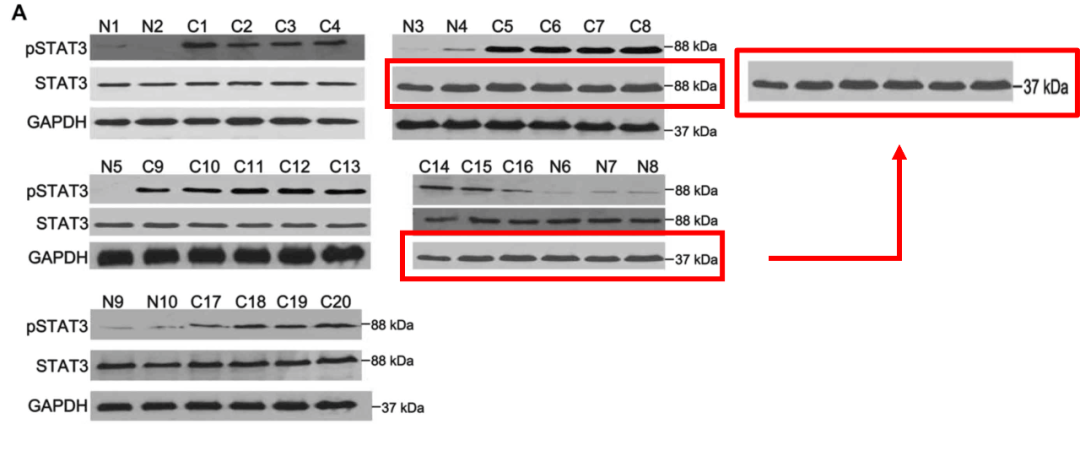 A
N1 N2 C1 C2 C3 C4
pSTAT3
STAT3
GAPDH
N3 N4 C5 C6 C7 C8
88 kDa
88 kDa
37 kDa
37 kDa
N5 C9 C10 C11 C12 C13
pSTAT3
STAT3
GAPDH
C14 C15 C16 N6 N7 N8
88 kDa
88 kDa
37 kDa
N9 N10 C17 C18 C19 C20
pSTAT3 88 kDa
STAT3 88 kDa
GAPDH 37 kDa